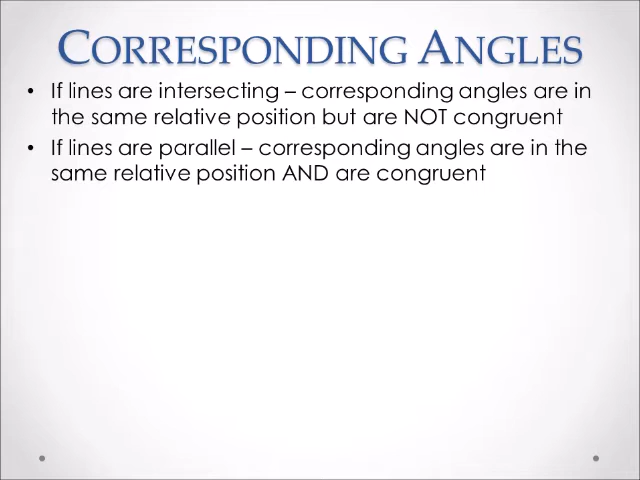 CORRESPONDING ANGLES
• If lines are intersecting – corresponding angles are in
the same relative position but are NOT congruent
• If lines are parallel – corresponding angles are in the
same relative position AND are congruent